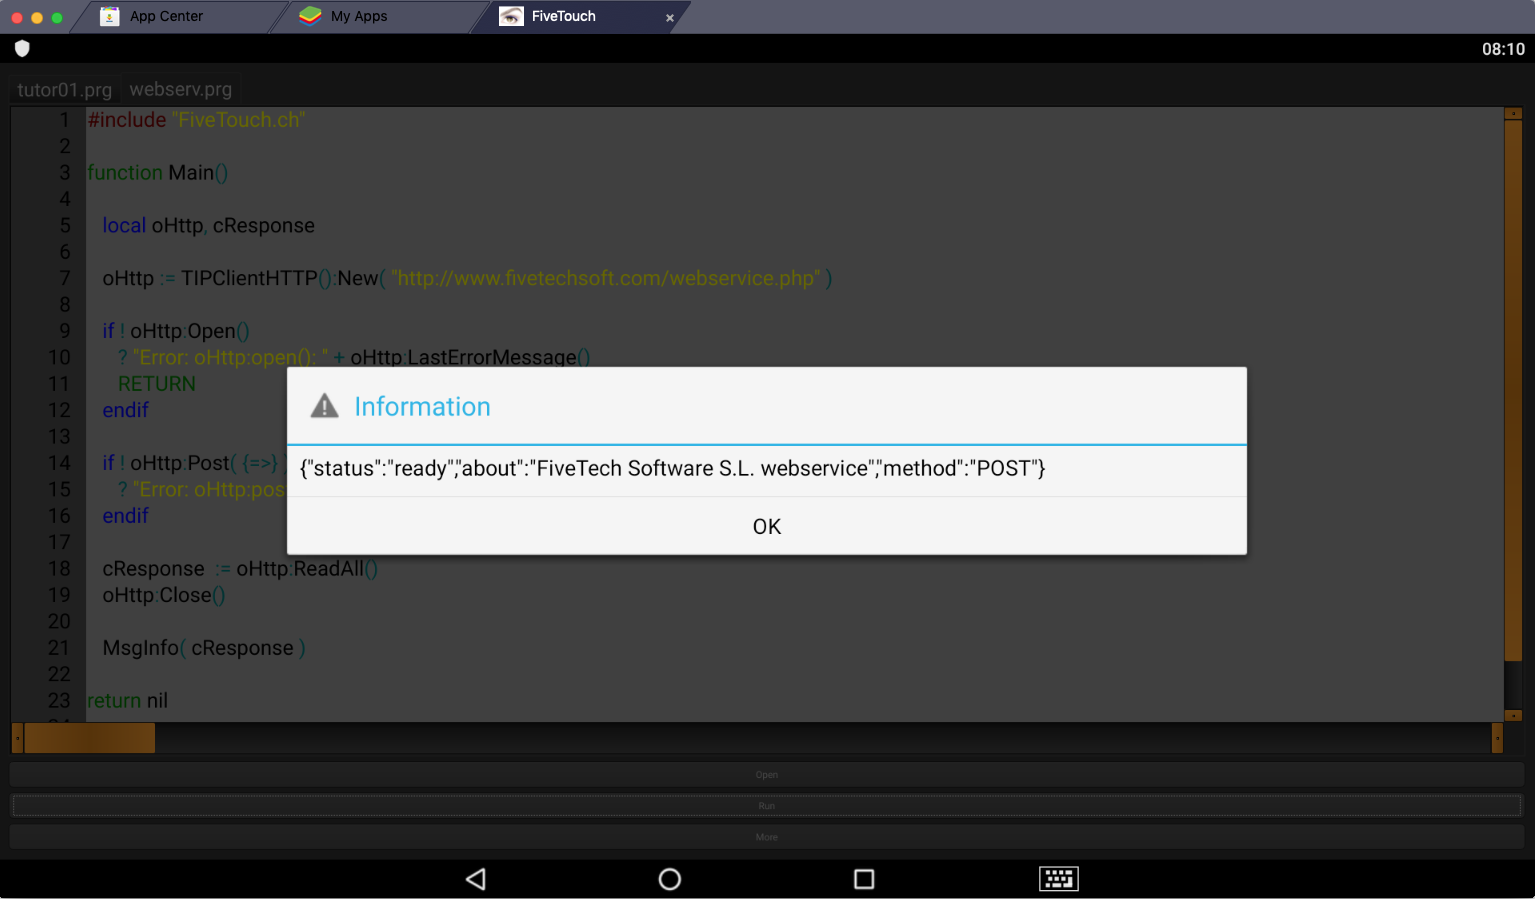 App Center
My Apps
FiveTouch
08:10
tutor01.prg
webserv.prg
1 #include "FiveTouch.ch"
2
3 function Main()
4
5 local oHttp, cResponse
6
7 oHttp := TIPClientHTTP():New( "http://www.fivetechsoft.com/webservice.php" )
8
9 if ! oHttp:Open()
10 ? "Error: oHttp:open(): " + oHttp:LastErrorMessage()
11 RETURN
12 endif
13
14 if ! oHttp:Post( {=>}
15 ? "Error: oHttp:pos
16 endif
17
18 cResponse := oHttp:ReadAll()
19 oHttp:Close()
20
21 MsgInfo( cResponse )
22
23 return nil
Information
{"status":"ready","about":"FiveTech Software S.L. webservice","method":"POST"}
OK
Open
Run
More